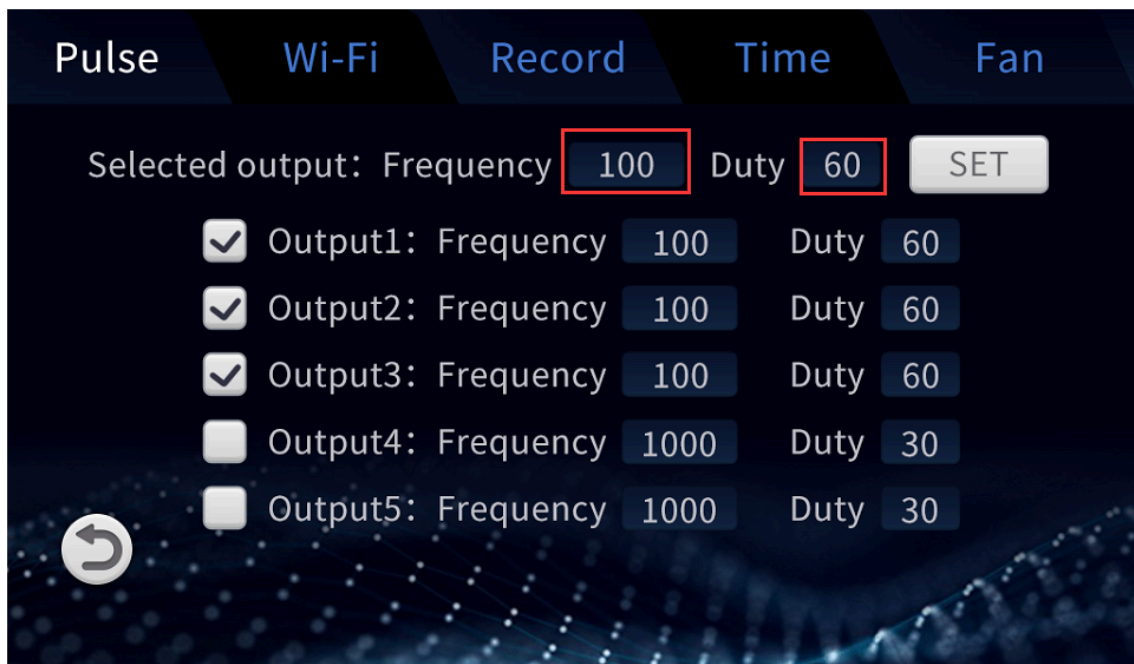 Pulse Wi-Fi Record Time Fan
Selected output: Frequency 100 Duty 60 SET
Output1: Frequency 100 Duty 60
Output2: Frequency 100 Duty 60
Output3: Frequency 100 Duty 60
Output4: Frequency 1000 Duty 30
Output5: Frequency 1000 Duty 30